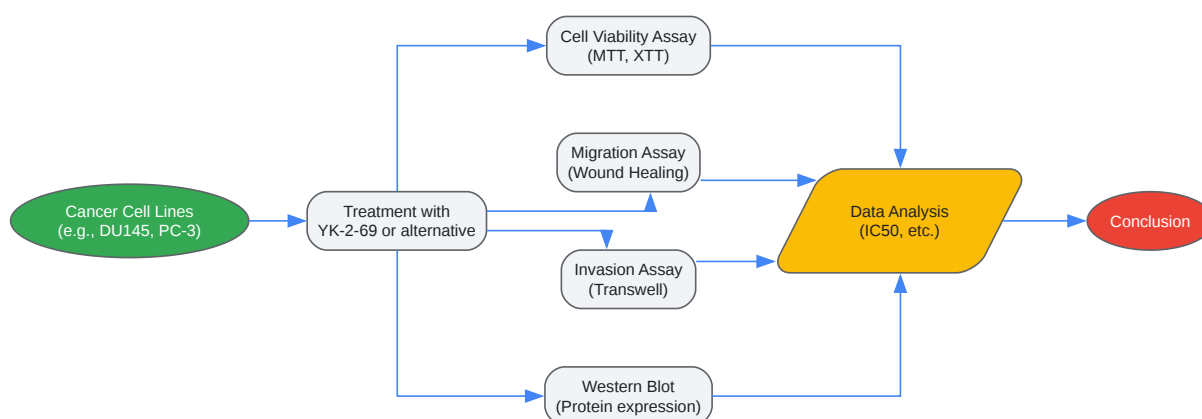 Cell Viability Assay
(MTT, XTT)
Migration Assay
(Wound Healing)
Cancer Cell Lines
(e.g., DU145, PC-3)
Treatment with
YK-2-69 or alternative
Data Analysis
(IC50, etc.)
Conclusion
Invasion Assay
(Transwell)
Western Blot
(Protein expression)